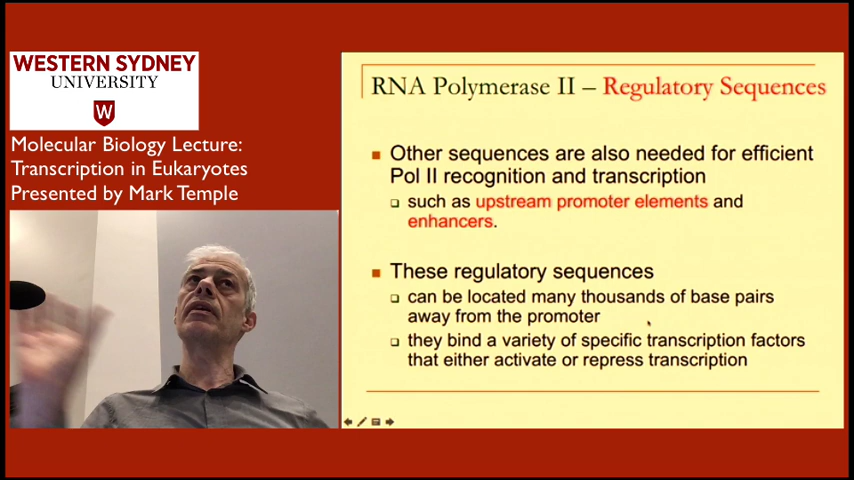 WESTERN SYDNEY
UNIVERSITY
W
Molecular Biology Lecture:
Transcription in Eukaryotes
Presented by Mark Temple
RNA Polymerase II – Regulatory Sequences
Other sequences are also needed for efficient
Pol II recognition and transcription
such as upstream promoter elements and
enhancers.
These regulatory sequences
can be located many thousands of base pairs
away from the promoter
they bind a variety of specific transcription factors
that either activate or repress transcription